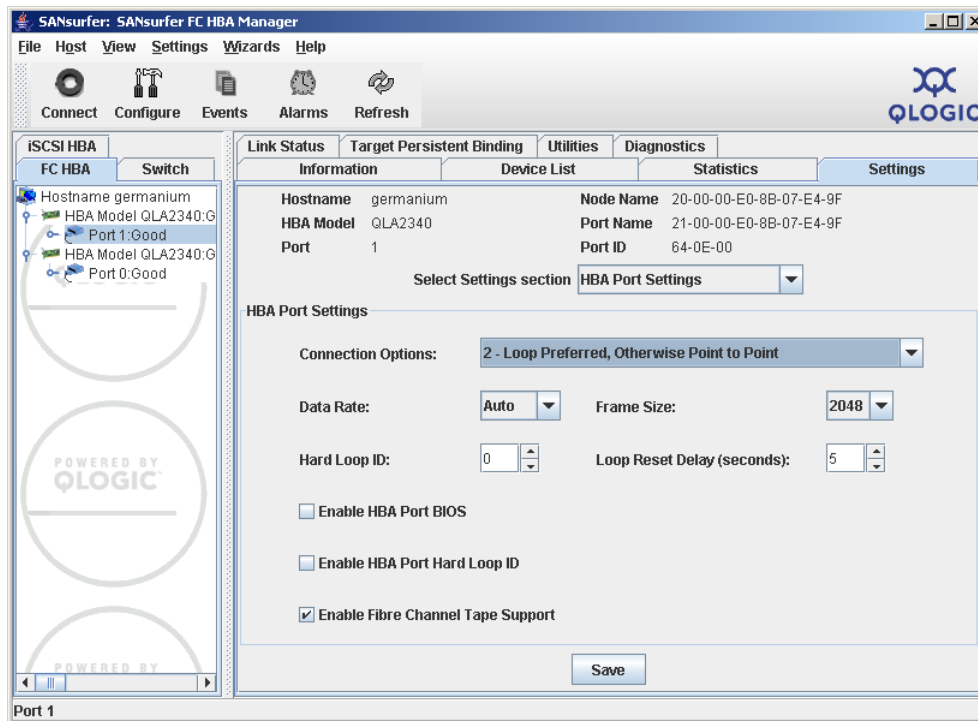 SANsurfer: SANsurfer FC HBA Manager
File Host View Settings Wizards Help
Connect Configure Events Alarms Refresh
QLOGIC
iSCSI HBA
FC HBA Switch
Hostname germanium
HBA Model QLA2340:G
Port 1:Good
HBA Model QLA2340:G
Port 0:Good
POWERED BY
QLOGIC
POWERED BY
Link Status Target Persistent Binding Utilities Diagnostics
Information Device List Statistics Settings
Hostname germanium Node Name 20-00-00-E0-8B-07-E4-9F
HBA Model QLA2340 Port Name 21-00-00-E0-8B-07-E4-9F
Port 1 Port ID 64-0E-00
Select Settings section HBA Port Settings
HBA Port Settings
Connection Options: 2 - Loop Preferred, Otherwise Point to Point
Data Rate: Auto Frame Size: 2048
Hard Loop ID: 0 Loop Reset Delay (seconds): 5
Enable HBA Port BIOS
Enable HBA Port Hard Loop ID
Enable Fibre Channel Tape Support
Save
Port 1